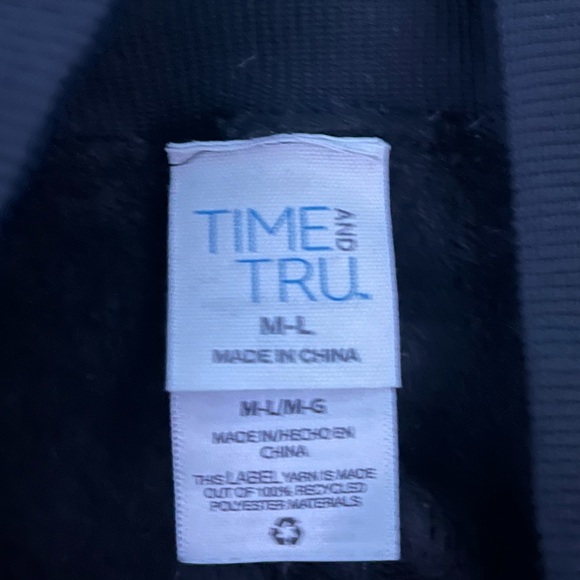 TIME AND
TRU™
M-L
MADE IN CHINA
M-L/M-G
MADE IN/HECHO EN
CHINA
THIS LABEL YARN IS MADE
OUT OF 100% RECYCLED
POLYESTER MATERIALS